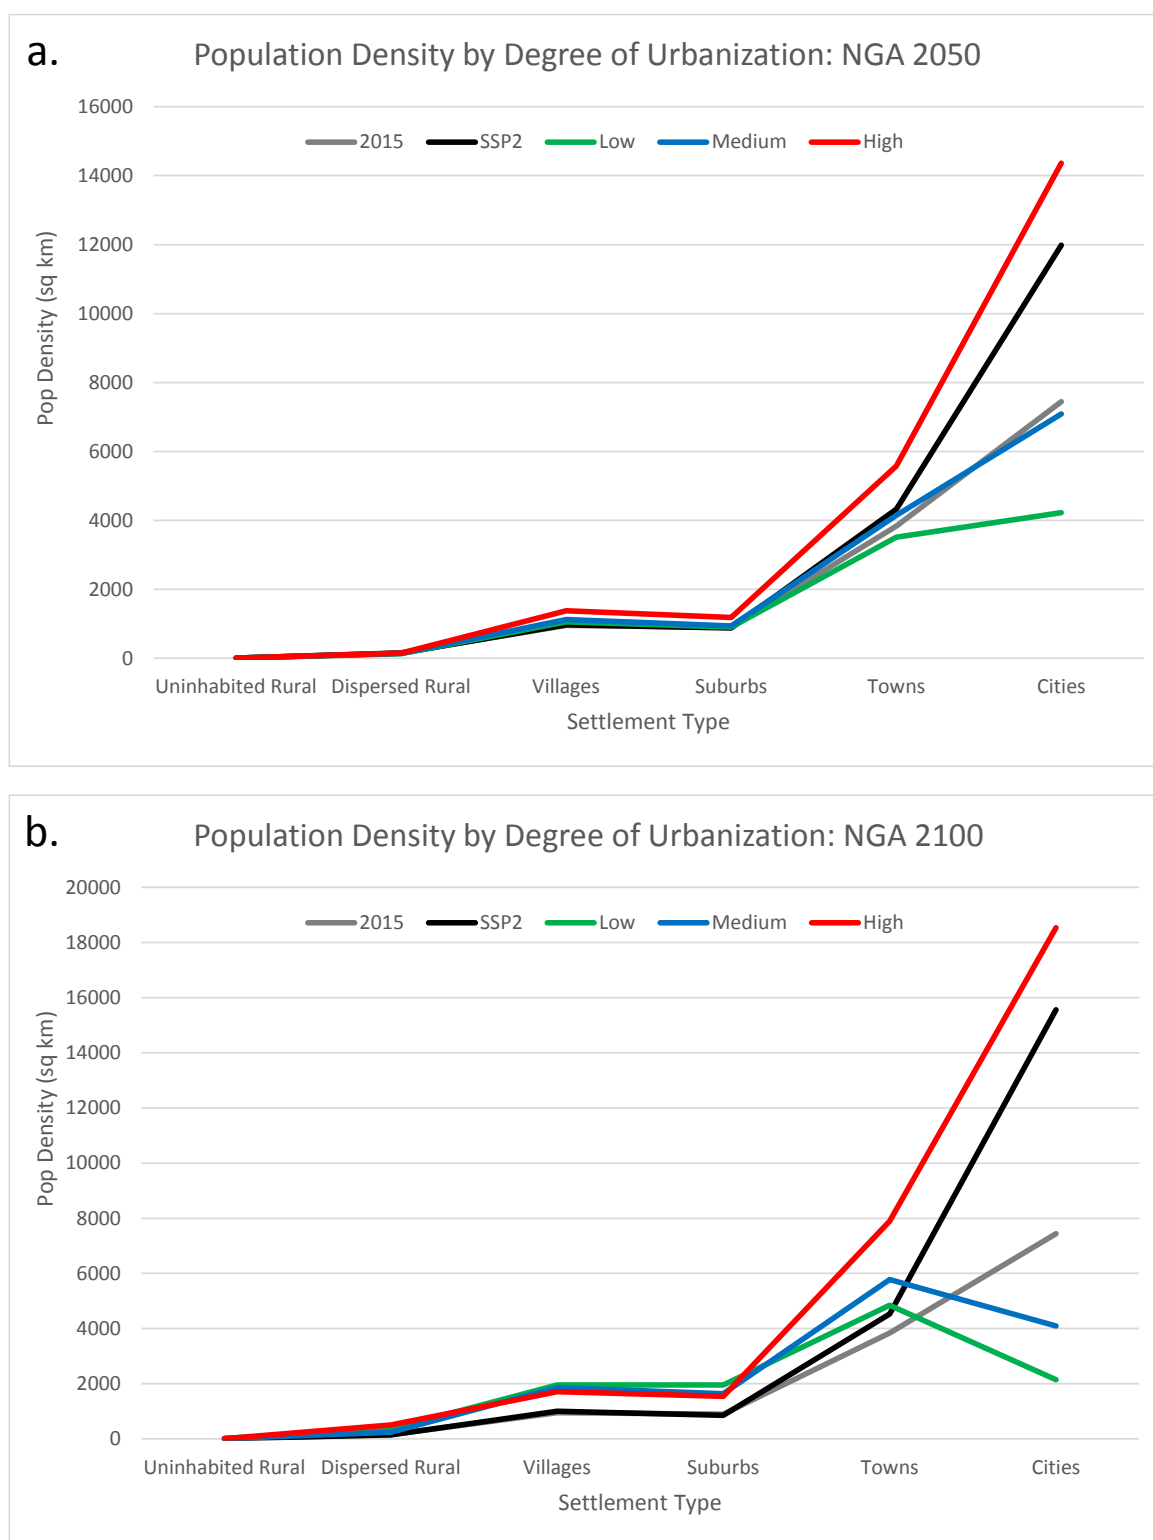 a.
Population Density by Degree of Urbanization: NGA 2050
16000
2015 SSP2 Low Medium High
14000
12000
10000
8000
6000
4000
2000
0
Pop Density (sq km)
Uninhabited Rural Dispersed Rural Villages Suburbs Towns Cities
Settlement Type
b.
Population Density by Degree of Urbanization: NGA 2100
20000
2015 SSP2 Low Medium High
18000
16000
14000
12000
10000
8000
6000
4000
2000
0
Pop Density (sq km)
Uninhabited Rural Dispersed Rural Villages Suburbs Towns Cities
Settlement Type